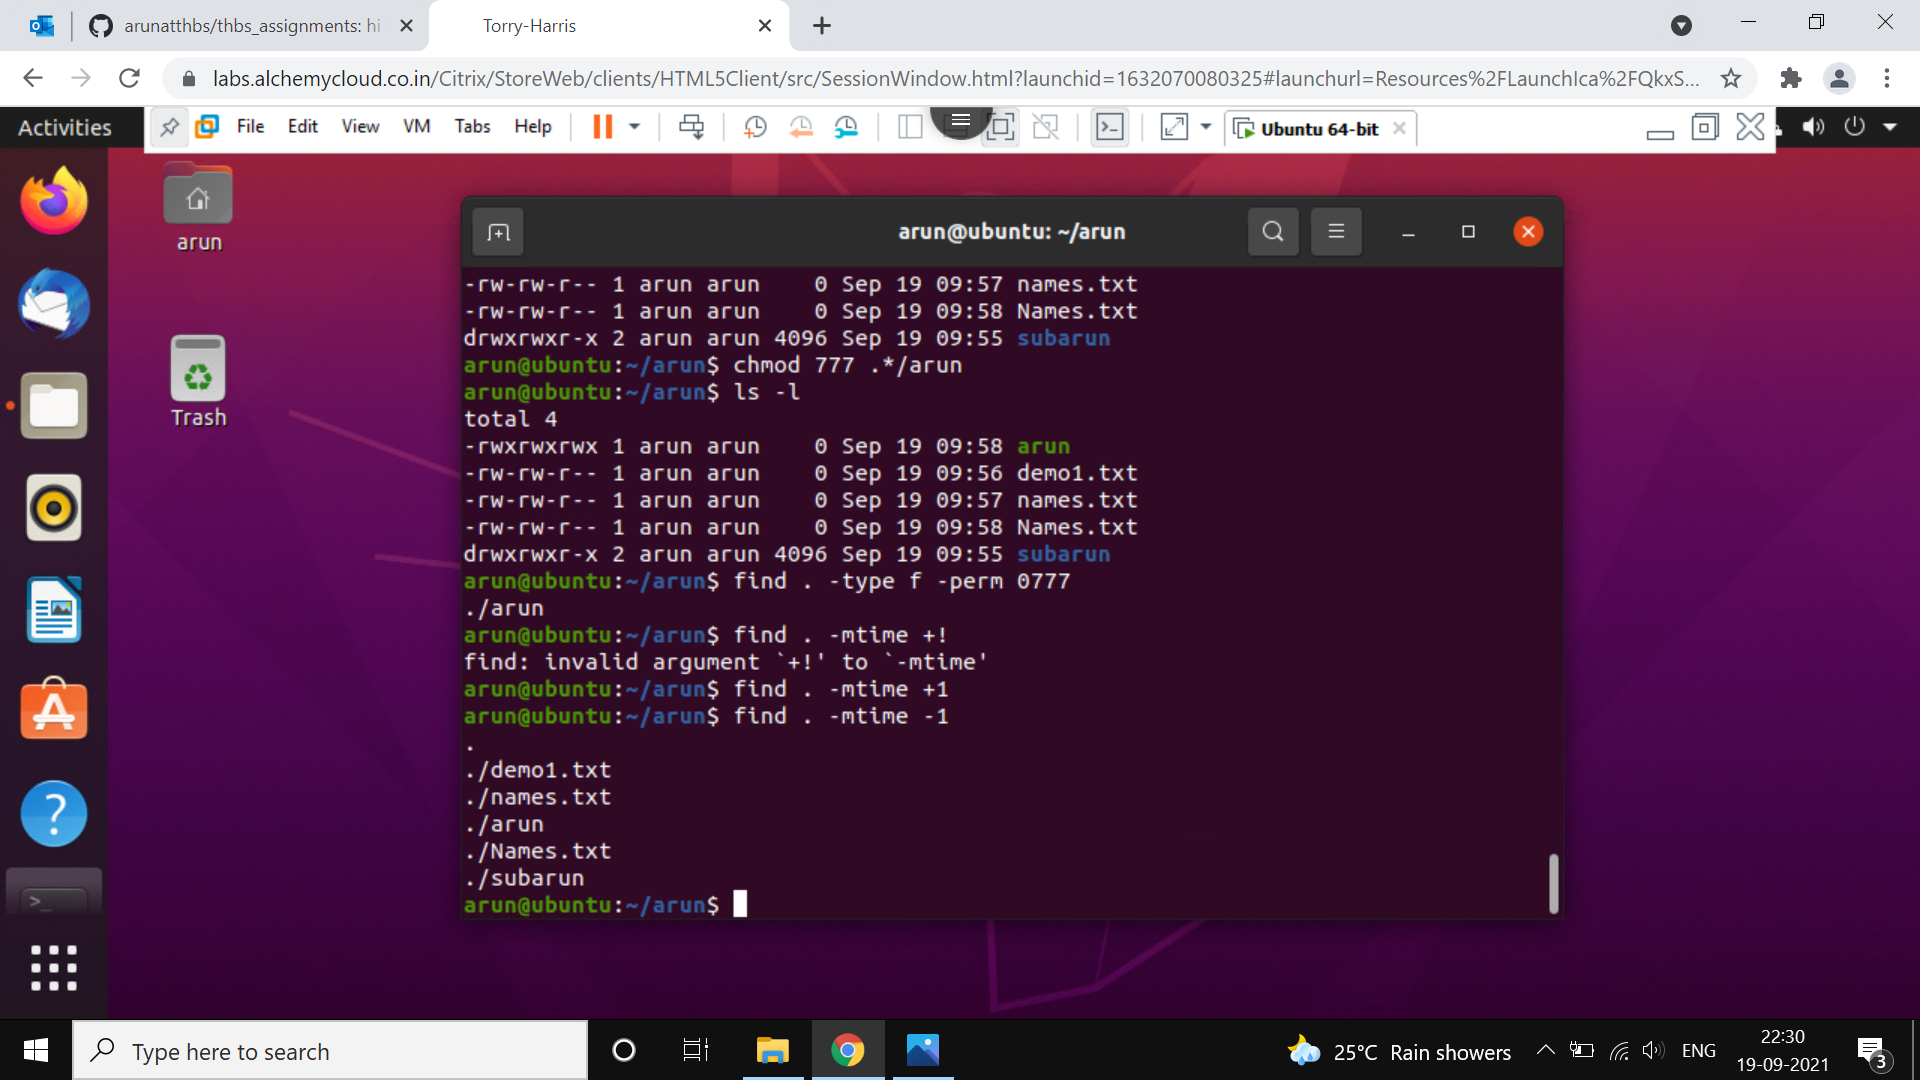 arunatthbs/thbs_assignments: hi
Torry-Harris
labs.alchemycloud.co.in/Citrix/StoreWeb/clients/HTML5Client/src/SessionWindow.html?launchid=1632070080325#launchurl=Resources%2FLaunchIca%2FQkxS...
Activities
File Edit View VM Tabs Help
Ubuntu 64-bit
arun
Trash
arun@ubuntu: ~/arun
-rw-rw-r-- 1 arun arun    0 Sep 19 09:57 names.txt
-rw-rw-r-- 1 arun arun    0 Sep 19 09:58 Names.txt
drwxrwxr-x 2 arun arun 4096 Sep 19 09:55 subarun
arun@ubuntu:~/arun$ chmod 777 .*/arun
arun@ubuntu:~/arun$ ls -l
total 4
-rwxrwxrwx 1 arun arun    0 Sep 19 09:58 arun
-rw-rw-r-- 1 arun arun    0 Sep 19 09:56 demo1.txt
-rw-rw-r-- 1 arun arun    0 Sep 19 09:57 names.txt
-rw-rw-r-- 1 arun arun    0 Sep 19 09:58 Names.txt
drwxrwxr-x 2 arun arun 4096 Sep 19 09:55 subarun
arun@ubuntu:~/arun$ find . -type f -perm 0777
./arun
arun@ubuntu:~/arun$ find . -mtime +!
find: invalid argument `+!' to `-mtime'
arun@ubuntu:~/arun$ find . -mtime +1
arun@ubuntu:~/arun$ find . -mtime -1
.
./demo1.txt
./names.txt
./arun
./Names.txt
./subarun
arun@ubuntu:~/arun$
Type here to search
25°C Rain showers
ENG
22:30
19-09-2021
3